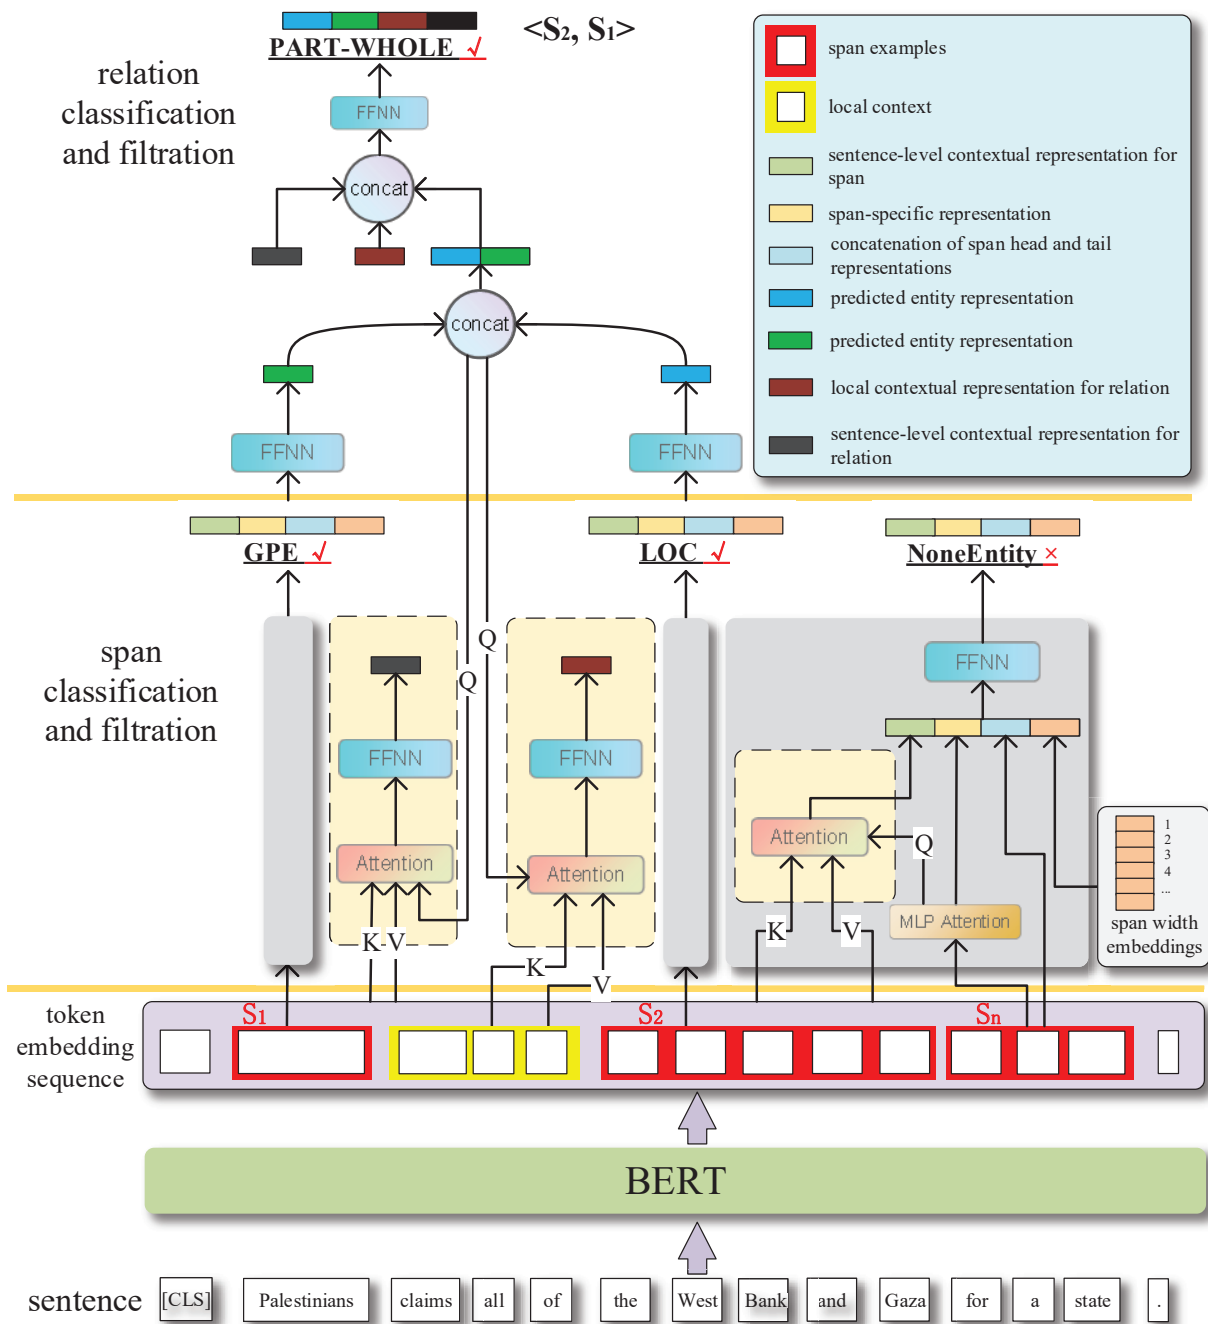 <S2, S1>
PART-WHOLE √
relation
classification
and filtration
FFNN
concat
concat
FFNN
FFNN
span examples
local context
sentence-level contextual representation for
span
span-specific representation
concatenation of span head and tail
representations
predicted entity representation
predicted entity representation
local contextual representation for relation
sentence-level contextual representation for
relation
GPE √
LOC √
NoneEntity ×
span
classification
and filtration
Q
Q
FFNN
FFNN
FFNN
Attention
Attention
Attention
Q
MLP Attention
K
V
K
V
K
V
1
2
3
4
...
span width
embeddings
token
embedding
sequence
S1
S2
Sn
BERT
sentence
[CLS] Palestinians claims all of the West Bank and Gaza for a state .